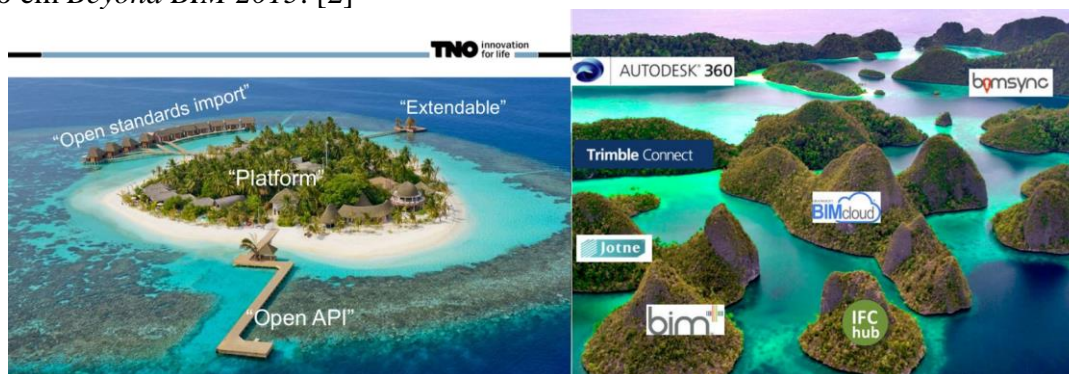 em Beyond BIM 2015. [2]
TNO innovation
for life
"Open standards import"
"Extendable"
"Platform"
"Open API"
AUTODESK® 360
bimsync
Trimble Connect
BIMcloud
Jotne
bim+
IFC
hub